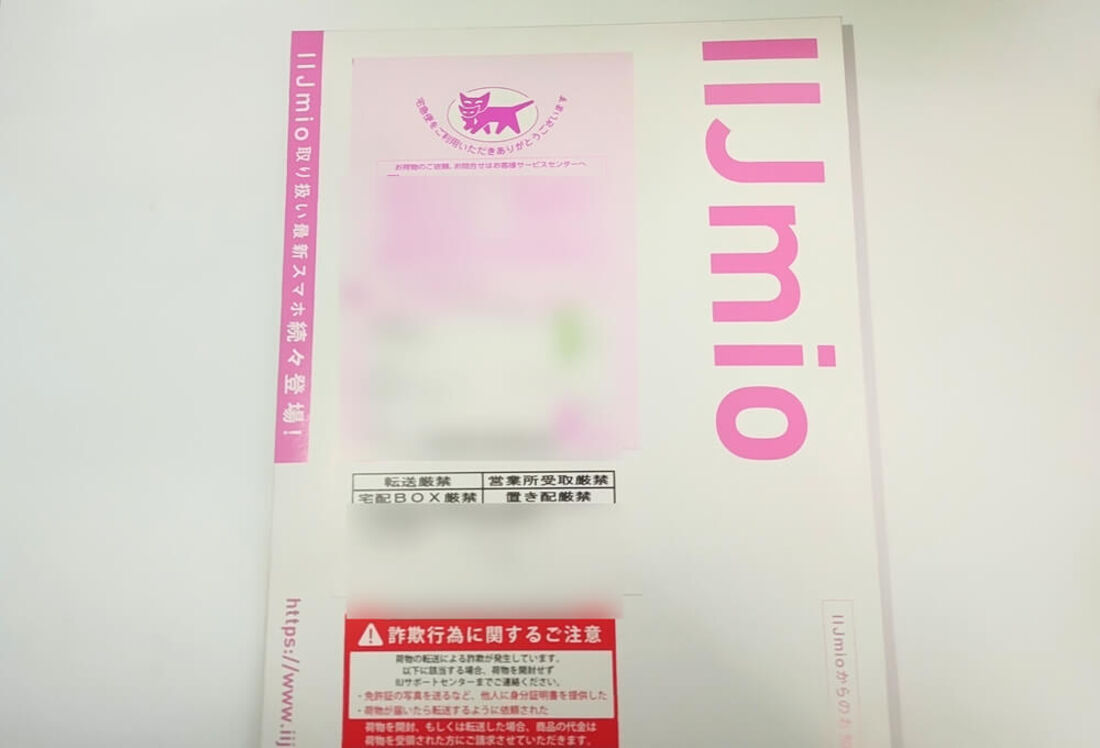 IIJmio取り扱い最新スマホ続々登場!
宅急便をご利用いただきありがとうございます
お荷物のご依頼、お問合せはお客様サービスセンターへ
IIJmio
転送厳禁 営業所受取厳禁
宅配BOX厳禁 置き配厳禁
https://www.iij
詐欺行為に関するご注意
荷物の転送による詐欺が発生しています。
以下に該当する場合、荷物を開封せず
IIJサポートセンターまでご連絡ください。
・免許証の写真を送るなど、他人に身分証明書を提供した
・荷物が届いたら転送するように依頼された
荷物を開封、もしくは転送した場合、商品の代金は
荷物を受領された方にご請求させていただきます。
IIJmioからのお